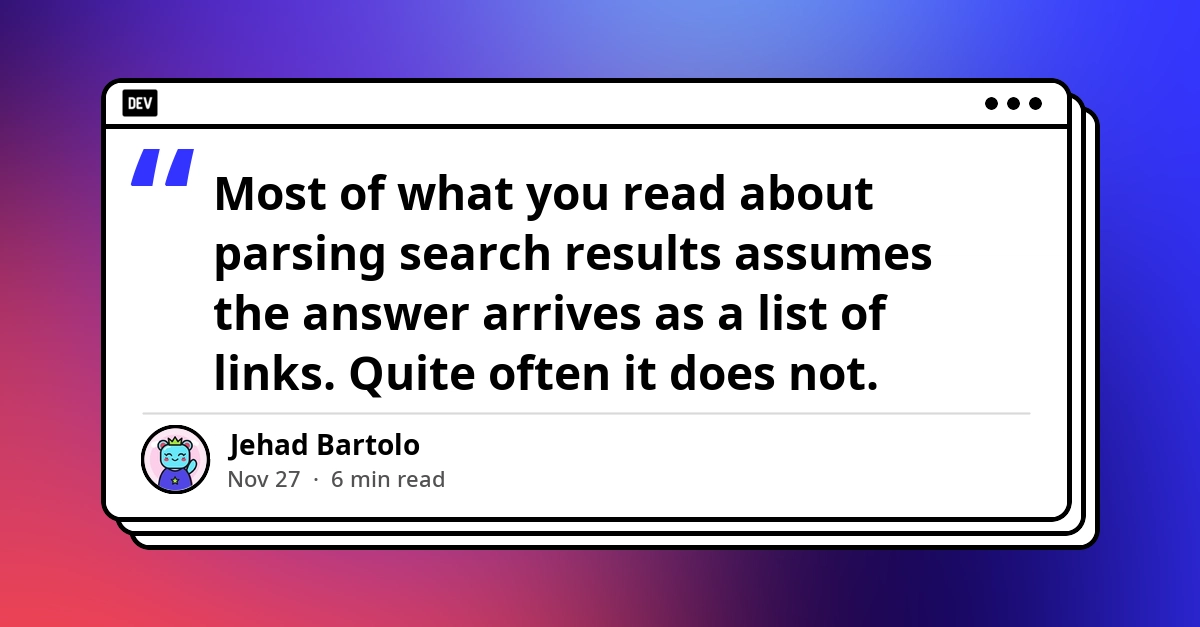 DEV
“
Most of what you read about
parsing search results assumes
the answer arrives as a list of
links. Quite often it does not.
Jehad Bartolo
Nov 27 · 6 min read